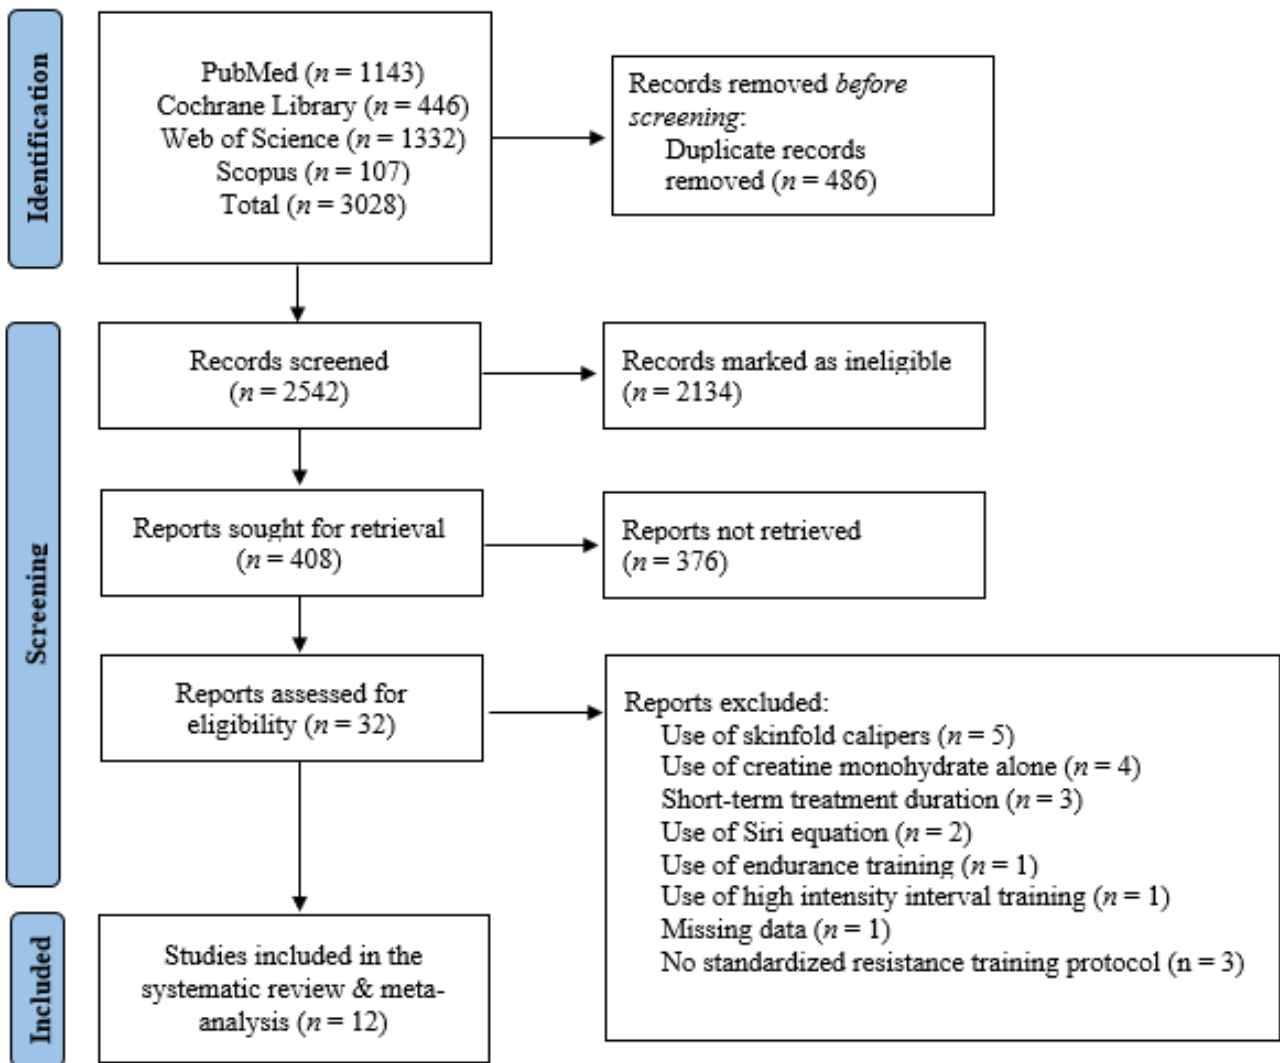 Identification
PubMed (n = 1143)
Cochrane Library (n = 446)
Web of Science (n = 1332)
Scopus (n = 107)
Total (n = 3028)
Records removed before
screening:
Duplicate records
removed (n = 486)
Screening
Records screened
(n = 2542)
Records marked as ineligible
(n = 2134)
Reports sought for retrieval
(n = 408)
Reports not retrieved
(n = 376)
Reports assessed for
eligibility (n = 32)
Reports excluded:
Use of skinfold calipers (n = 5)
Use of creatine monohydrate alone (n = 4)
Short-term treatment duration (n = 3)
Use of Siri equation (n = 2)
Use of endurance training (n = 1)
Use of high intensity interval training (n = 1)
Missing data (n = 1)
No standardized resistance training protocol (n = 3)
Included
Studies included in the
systematic review & meta-
analysis (n = 12)